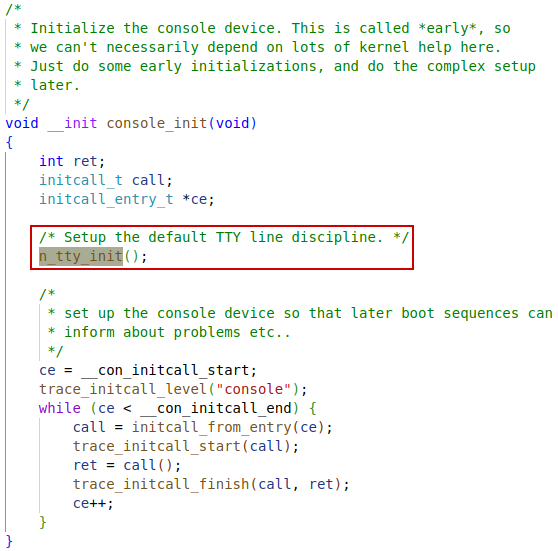 /*
 * Initialize the console device. This is called *early*, so
 * we can't necessarily depend on lots of kernel help here.
 * Just do some early initializations, and do the complex setup
 * later.
 */
void __init console_init(void)
{
    int ret;
    initcall_t call;
    initcall_entry_t *ce;

    /* Setup the default TTY line discipline. */
    n_tty_init();

    /*
     * set up the console device so that later boot sequences can
     * inform about problems etc..
     */
    ce = __con_initcall_start;
    trace_initcall_level("console");
    while (ce < __con_initcall_end) {
        call = initcall_from_entry(ce);
        trace_initcall_start(call);
        ret = call();
        trace_initcall_finish(call, ret);
        ce++;
    }
}